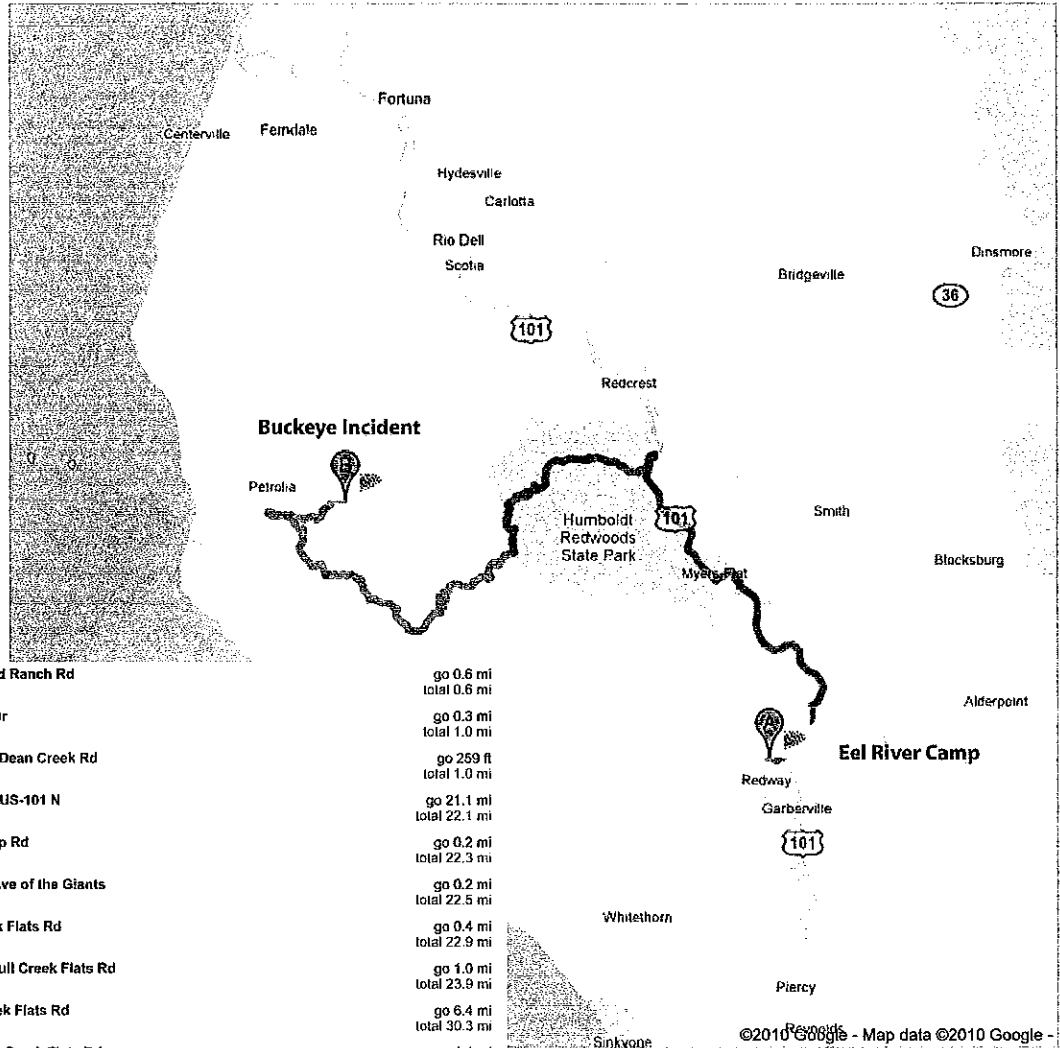 Fortuna
Centerville
Ferndale
Hydesville
Carlotta
Rio Dell
Scotia
Dinsmore
Bridgeville
36
101
Redcrest
Buckeye Incident
B
Petrolia
Humboldt
Redwoods
State Park
101
Smith
Myers Flat
Blocksburg
Alderpoint
A
Eel River Camp
Redway
Garberville
101
Whitethorn
Piercy
Reynolds
Sinkyone
©2010 Google - Map data ©2010 Google -
d Ranch Rd
go 0.6 mi
total 0.6 mi
r
go 0.3 mi
total 1.0 mi
Dean Creek Rd
go 259 ft
total 1.0 mi
US-101 N
go 21.1 mi
total 22.1 mi
p Rd
go 0.2 mi
total 22.3 mi
ve of the Giants
go 0.2 mi
total 22.5 mi
k Flats Rd
go 0.4 mi
total 22.9 mi
ull Creek Flats Rd
go 1.0 mi
total 23.9 mi
ek Flats Rd
go 6.4 mi
total 30.3 mi